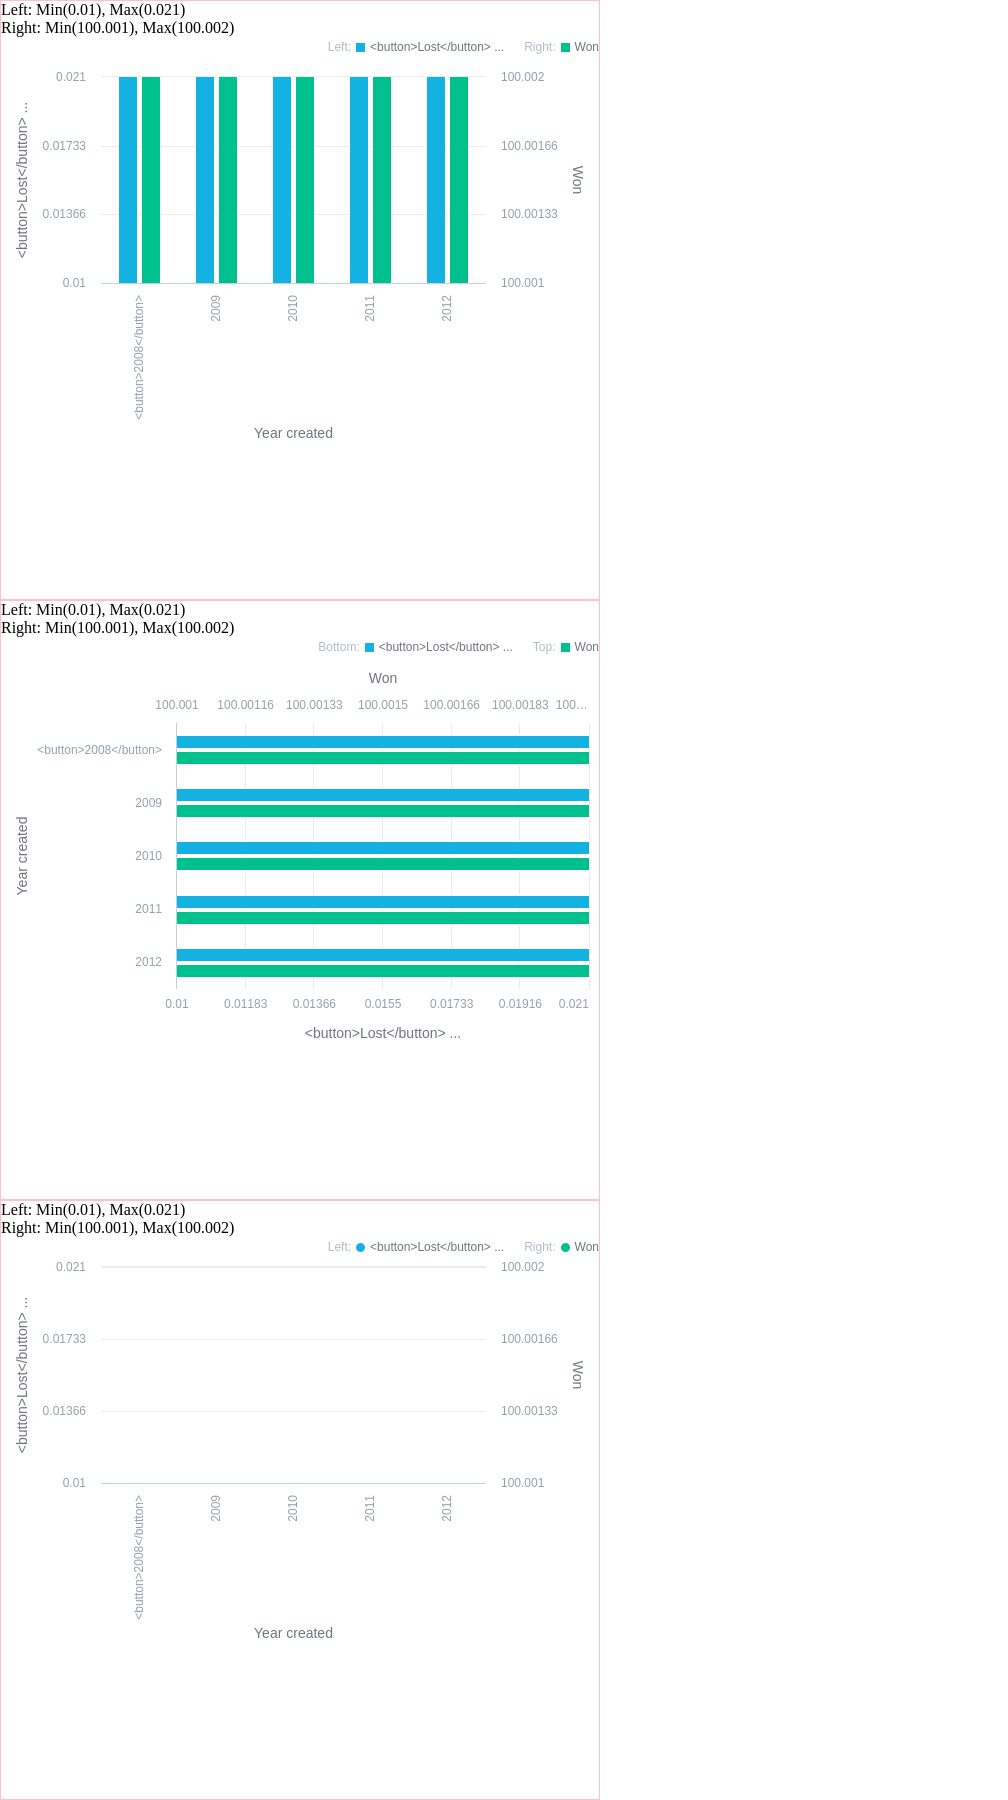 Left: Min(0.01), Max(0.021)
Right: Min(100.001), Max(100.002)
Left: <button>Lost</button> ... Right: Won
0.021 100.002
0.01733 100.00166
0.01366 100.00133
0.01 100.001
<button>Lost</button> ...
Won
<button>2008</button> 2009 2010 2011 2012
Year created
Left: Min(0.01), Max(0.021)
Right: Min(100.001), Max(100.002)
Bottom: <button>Lost</button> ... Top: Won
Won
100.001 100.00116 100.00133 100.0015 100.00166 100.00183 100...
<button>2008</button>
2009
2010
2011
2012
Year created
0.01 0.01183 0.01366 0.0155 0.01733 0.01916 0.021
<button>Lost</button> ...
Left: Min(0.01), Max(0.021)
Right: Min(100.001), Max(100.002)
Left: <button>Lost</button> ... Right: Won
0.021 100.002
0.01733 100.00166
0.01366 100.00133
0.01 100.001
<button>Lost</button> ...
Won
<button>2008</button> 2009 2010 2011 2012
Year created